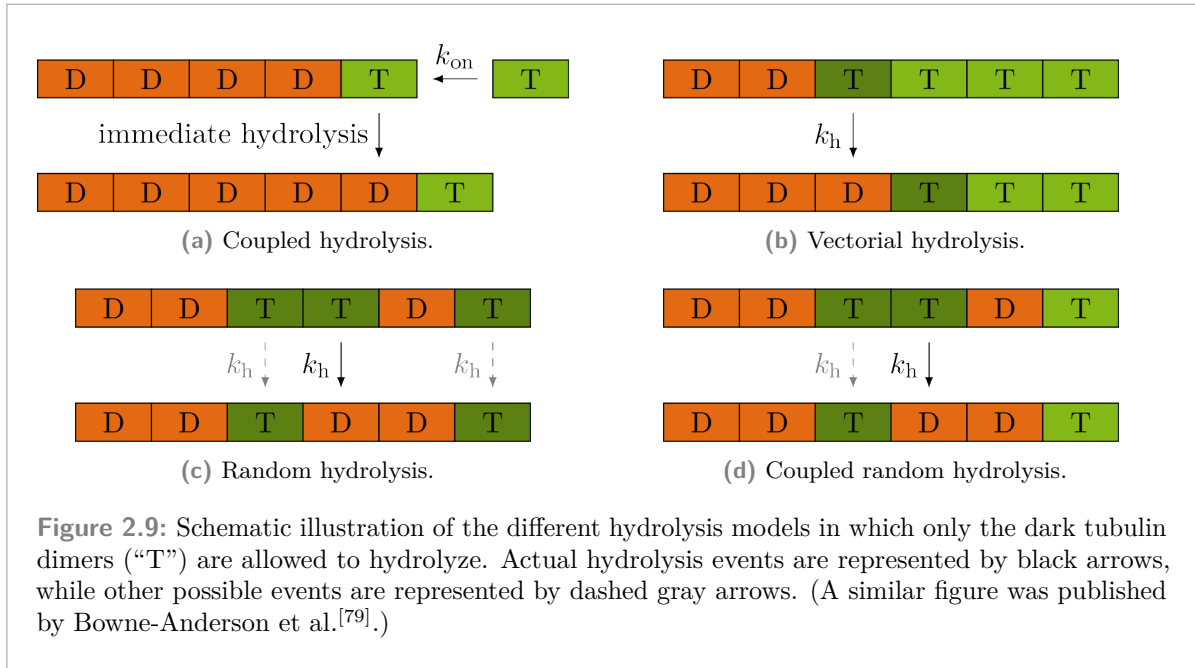 D D D D T
k_on
T
immediate hydrolysis
D D D D D T
(a) Coupled hydrolysis.
D D T T T T
k_h
D D D T T T
(b) Vectorial hydrolysis.
D D T T D T
k_h k_h k_h
D D T D D T
(c) Random hydrolysis.
D D T T D T
k_h k_h
D D T D D T
(d) Coupled random hydrolysis.
Figure 2.9: Schematic illustration of the different hydrolysis models in which only the dark tubulin
dimers (“T”) are allowed to hydrolyze. Actual hydrolysis events are represented by black arrows,
while other possible events are represented by dashed gray arrows. (A similar figure was published
by Bowne-Anderson et al.[79].)